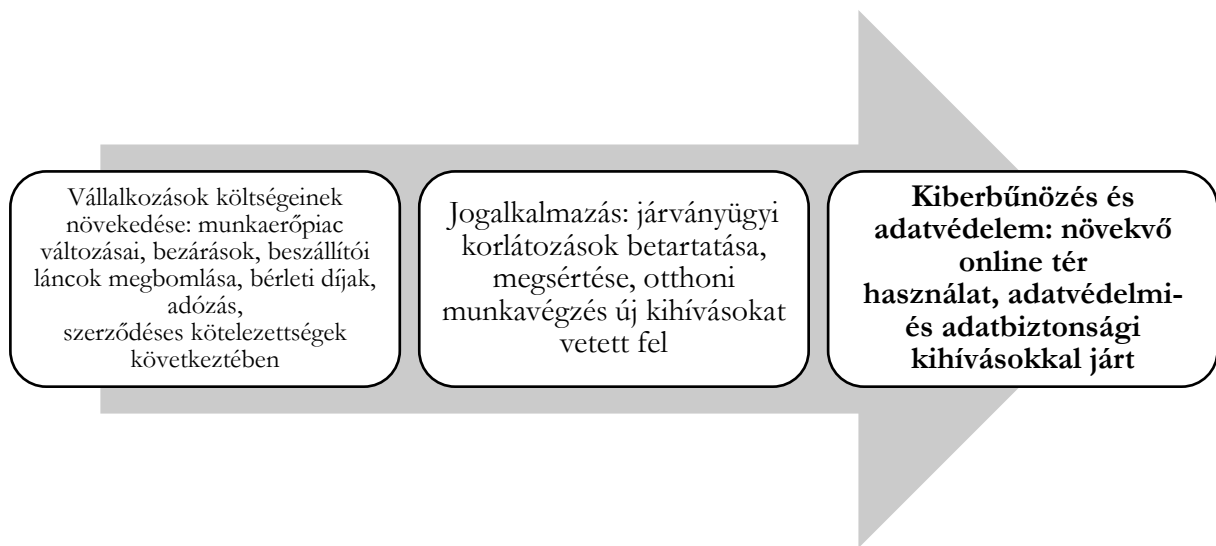 Vállalkozások költségeinek
növekedése: munkaerőpiac
változásai, bezárások, beszállítói
láncok megbomlása, bérleti díjak,
adózás,
szerződéses kötelezettségek
következtében
Jogalkalmazás: járványügyi
korlátozások betartatása,
megsértése, otthoni
munkavégzés új kihívásokat
vetett fel
Kiberbűnözés és
adatvédelem: növekvő
online tér
használat, adatvédelmi-
és adatbiztonsági
kihívásokkal járt